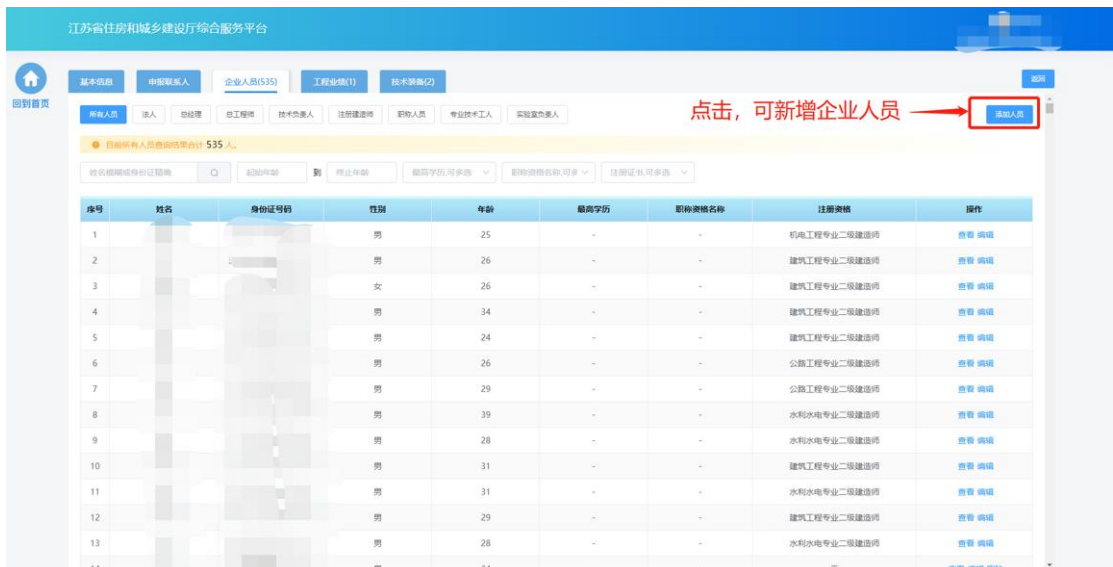 江苏省住房和城乡建设厅综合服务平台
回到首页
基本信息 申报联系人 企业人员(535) 工程业绩(1) 技术装备(2) 返回
所有人员 法人 总经理 总工程师 技术负责人 注册建造师 职称人员 专业技术工人 实验室负责人 点击，可新增企业人员 添加人员
目前所有人员查询结果合计 535 人。
姓名模糊或身份证精确 起始年龄 到 终止年龄 最高学历,可多选 职称资格名称,可多 注册证书,可多选
序号 姓名 身份证号码 性别 年龄 最高学历 职称资格名称 注册资格 操作
1 男 25 - - 机电工程专业二级建造师 查看 编辑
2 男 26 - - 建筑工程专业二级建造师 查看 编辑
3 女 26 - - 建筑工程专业二级建造师 查看 编辑
4 男 34 - - 建筑工程专业二级建造师 查看 编辑
5 男 24 - - 建筑工程专业二级建造师 查看 编辑
6 男 26 - - 公路工程专业二级建造师 查看 编辑
7 男 29 - - 公路工程专业二级建造师 查看 编辑
8 男 39 - - 水利水电专业二级建造师 查看 编辑
9 男 28 - - 水利水电专业二级建造师 查看 编辑
10 男 31 - - 建筑工程专业二级建造师 查看 编辑
11 男 31 - - 水利水电专业二级建造师 查看 编辑
12 男 29 - - 建筑工程专业二级建造师 查看 编辑
13 男 28 - - 水利水电专业二级建造师 查看 编辑